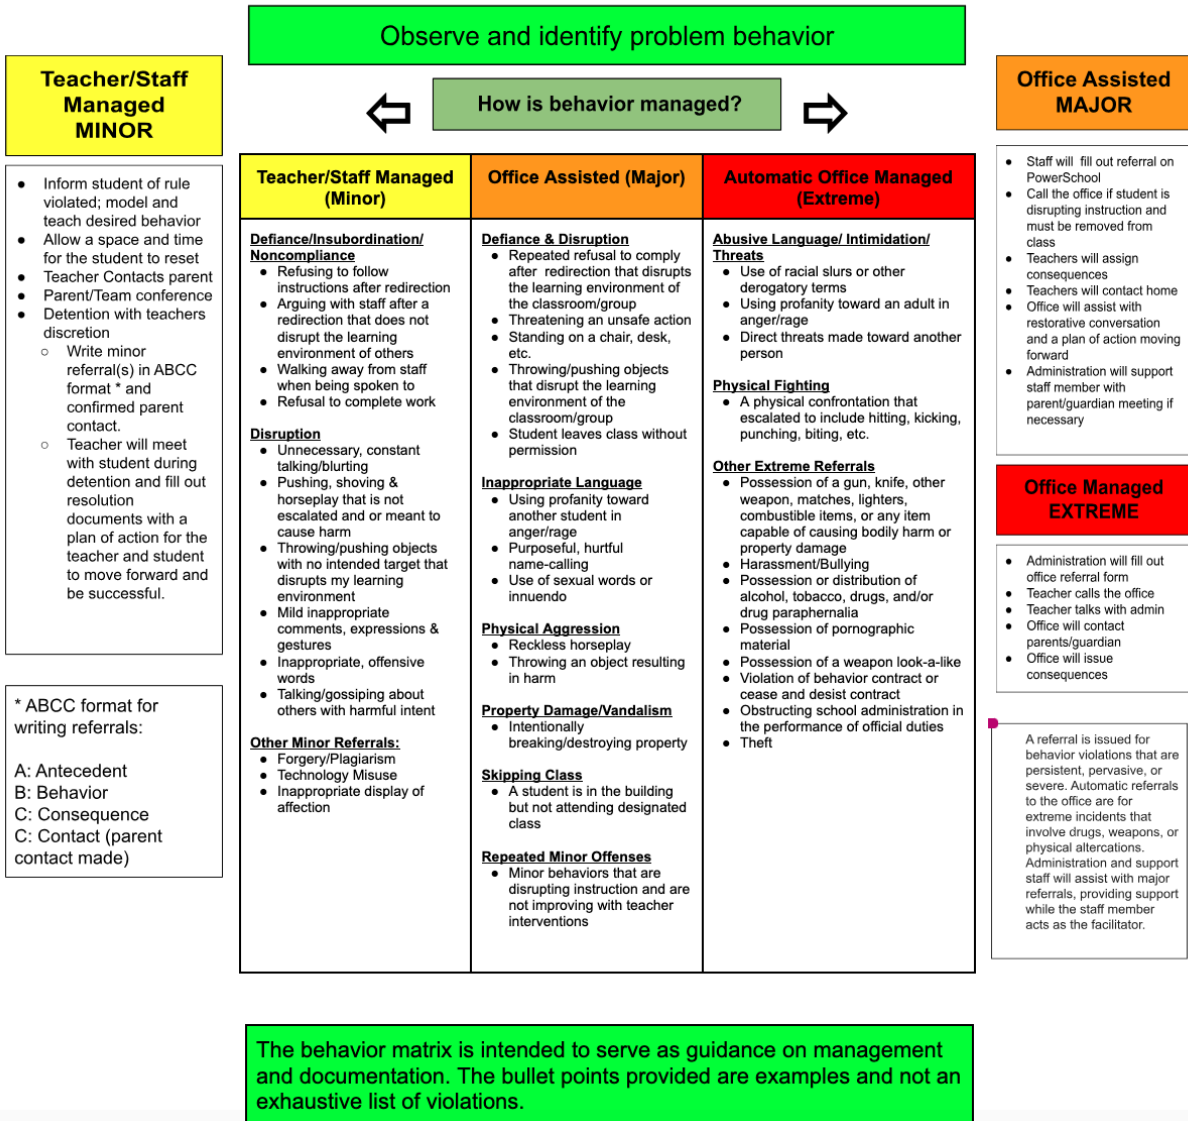 Observe and identify problem behavior
How is behavior managed?
Teacher/Staff
Managed
MINOR
● Inform student of rule
violated; model and
teach desired behavior
● Allow a space and time
for the student to reset
● Teacher Contacts parent
● Parent/Team conference
● Detention with teachers
discretion
○ Write minor
referral(s) in ABCC
format * and
confirmed parent
contact.
○ Teacher will meet
with student during
detention and fill out
resolution
documents with a
plan of action for the
teacher and student
to move forward and
be successful.
* ABCC format for
writing referrals:
A: Antecedent
B: Behavior
C: Consequence
C: Contact (parent
contact made)
Teacher/Staff Managed
(Minor)
Defiance/Insubordination/
Noncompliance
● Refusing to follow
instructions after redirection
● Arguing with staff after a
redirection that does not
disrupt the learning
environment of others
● Walking away from staff
when being spoken to
● Refusal to complete work
Disruption
● Unnecessary, constant
talking/blurting
● Pushing, shoving &
horseplay that is not
escalated and or meant to
cause harm
● Throwing/pushing objects
with no intended target that
disrupts my learning
environment
● Mild inappropriate
comments, expressions &
gestures
● Inappropriate, offensive
words
● Talking/gossiping about
others with harmful intent
Other Minor Referrals:
● Forgery/Plagiarism
● Technology Misuse
● Inappropriate display of
affection
Office Assisted (Major)
Defiance & Disruption
● Repeated refusal to comply
after redirection that disrupts
the learning environment of
the classroom/group
● Threatening an unsafe action
● Standing on a chair, desk,
etc.
● Throwing/pushing objects
that disrupt the learning
environment of the
classroom/group
● Student leaves class without
permission
Inappropriate Language
● Using profanity toward
another student in
anger/rage
● Purposeful, hurtful
name-calling
● Use of sexual words or
innuendo
Physical Aggression
● Reckless horseplay
● Throwing an object resulting
in harm
Property Damage/Vandalism
● Intentionally
breaking/destroying property
Skipping Class
● A student is in the building
but not attending designated
class
Repeated Minor Offenses
● Minor behaviors that are
disrupting instruction and are
not improving with teacher
interventions
Automatic Office Managed
(Extreme)
Abusive Language/ Intimidation/
Threats
● Use of racial slurs or other
derogatory terms
● Using profanity toward an adult in
anger/rage
● Direct threats made toward another
person
Physical Fighting
● A physical confrontation that
escalated to include hitting, kicking,
punching, biting, etc.
Other Extreme Referrals
● Possession of a gun, knife, other
weapon, matches, lighters,
combustible items, or any item
capable of causing bodily harm or
property damage
● Harassment/Bullying
● Possession or distribution of
alcohol, tobacco, drugs, and/or
drug paraphernalia
● Possession of pornographic
material
● Possession of a weapon look-a-like
● Violation of behavior contract or
cease and desist contract
● Obstructing school administration in
the performance of official duties
● Theft
Office Assisted
MAJOR
● Staff will fill out referral on
PowerSchool
● Call the office if student is
disrupting instruction and
must be removed from
class
● Teachers will assign
consequences
● Teachers will contact home
● Office will assist with
restorative conversation
and a plan of action moving
forward
● Administration will support
staff member with
parent/guardian meeting if
necessary
Office Managed
EXTREME
● Administration will fill out
office referral form
● Teacher calls the office
● Teacher talks with admin
● Office will contact
parents/guardian
● Office will issue
consequences
A referral is issued for
behavior violations that are
persistent, pervasive, or
severe. Automatic referrals
to the office are for
extreme incidents that
involve drugs, weapons, or
physical altercations.
Administration and support
staff will assist with major
referrals, providing support
while the staff member
acts as the facilitator.
The behavior matrix is intended to serve as guidance on management
and documentation. The bullet points provided are examples and not an
exhaustive list of violations.